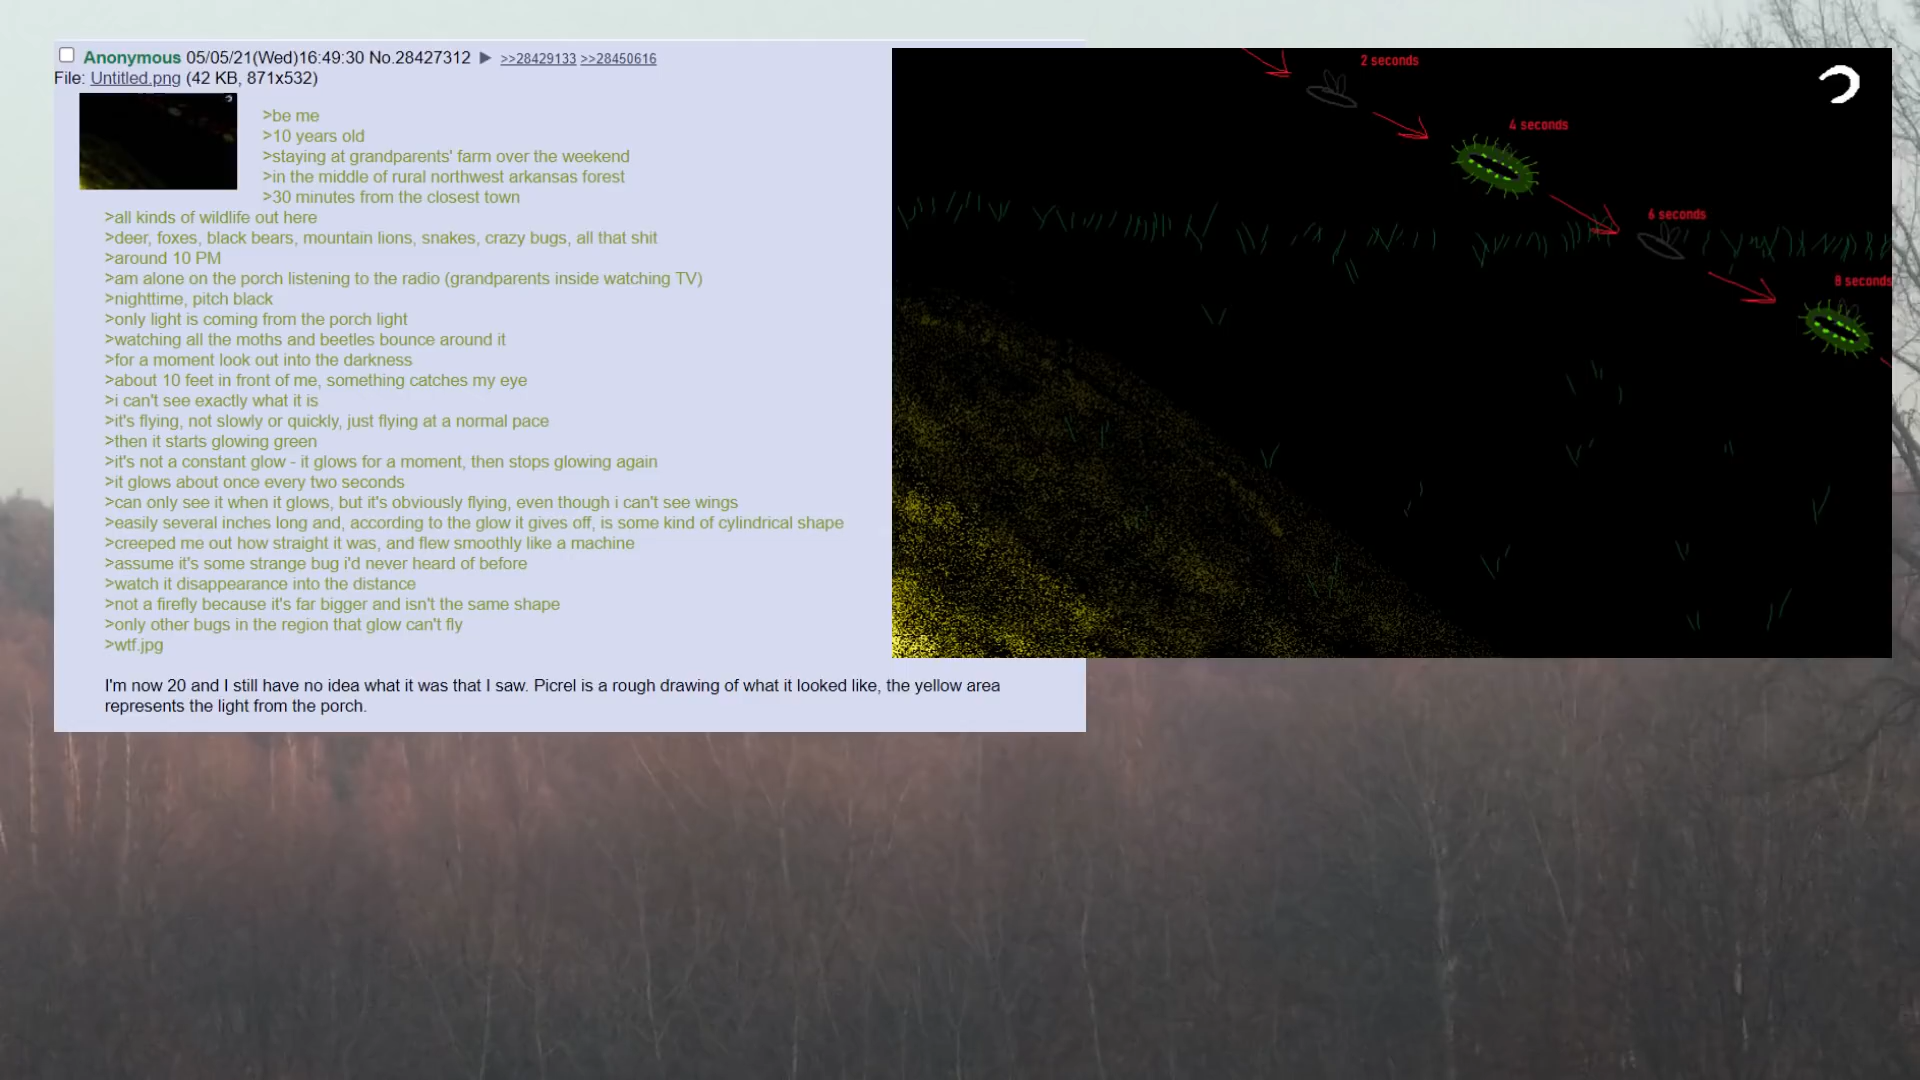 Anonymous 05/05/21(Wed)16:49:30 No.28427312 ▶ >>28429133 >>28450616
File: Untitled.png (42 KB, 871x532)
>be me
>10 years old
>staying at grandparents' farm over the weekend
>in the middle of rural northwest arkansas forest
>30 minutes from the closest town
>all kinds of wildlife out here
>deer, foxes, black bears, mountain lions, snakes, crazy bugs, all that shit
>around 10 PM
>am alone on the porch listening to the radio (grandparents inside watching TV)
>nighttime, pitch black
>only light is coming from the porch light
>watching all the moths and beetles bounce around it
>for a moment look out into the darkness
>about 10 feet in front of me, something catches my eye
>i can't see exactly what it is
>it's flying, not slowly or quickly, just flying at a normal pace
>then it starts glowing green
>it's not a constant glow - it glows for a moment, then stops glowing again
>it glows about once every two seconds
>can only see it when it glows, but it's obviously flying, even though i can't see wings
>easily several inches long and, according to the glow it gives off, is some kind of cylindrical shape
>creeped me out how straight it was, and flew smoothly like a machine
>assume it's some strange bug i'd never heard of before
>watch it disappearance into the distance
>not a firefly because it's far bigger and isn't the same shape
>only other bugs in the region that glow can't fly
>wtf.jpg
I'm now 20 and I still have no idea what it was that I saw. Picrel is a rough drawing of what it looked like, the yellow area
represents the light from the porch.
2 seconds
4 seconds
6 seconds
8 seconds